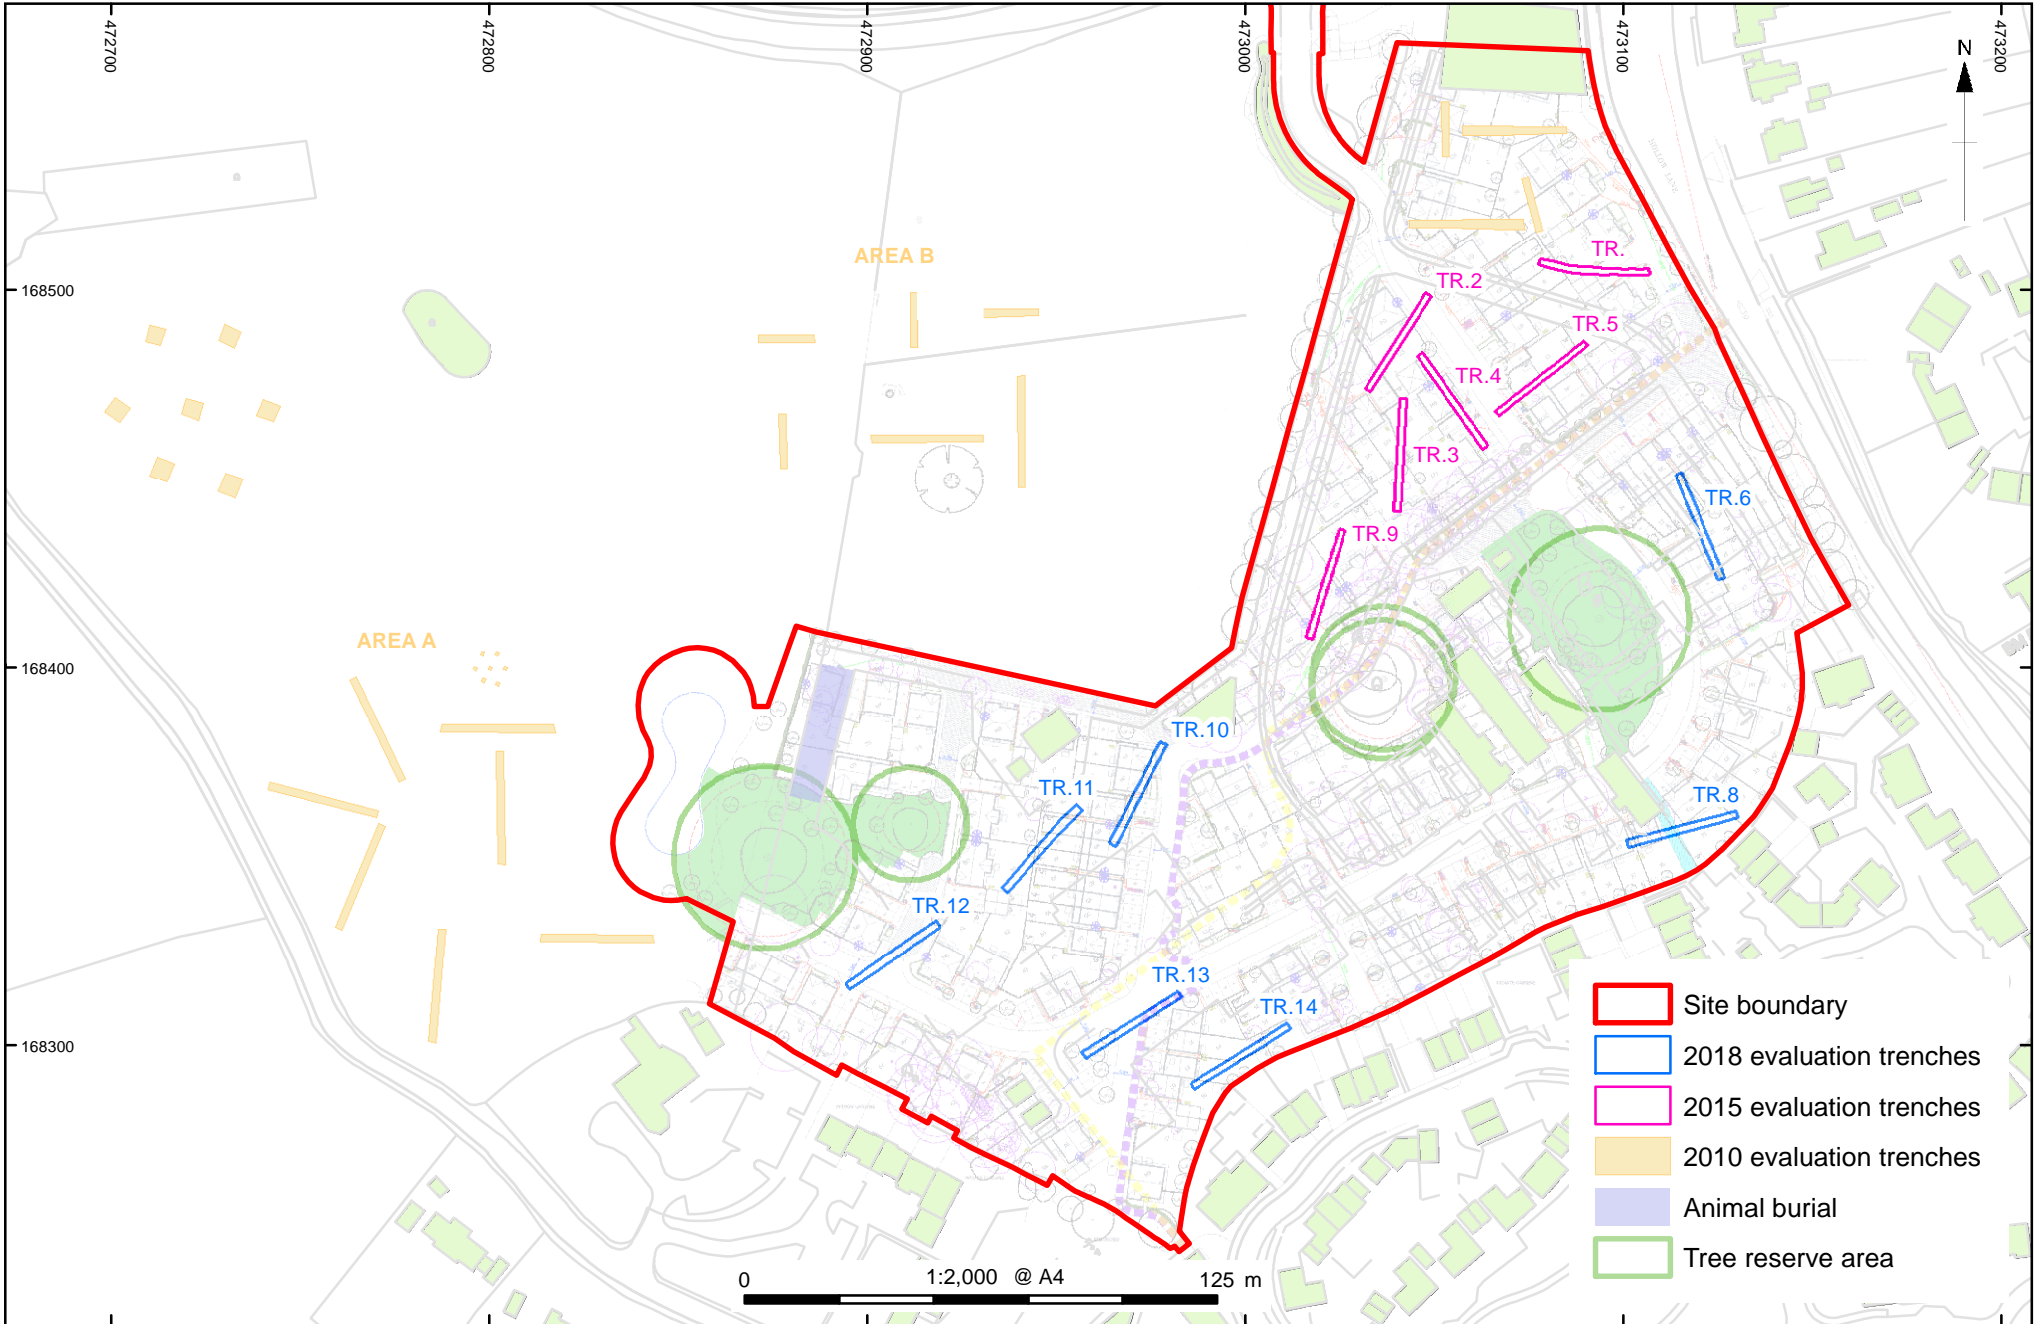 472700
472800
472900
473000
473100
473200
N
AREA B
TR.
168500
TR.2
TR.5
TR.4
TR.3
TR.6
TR.9
AREA A
168400
TR.10
TR.11
TR.8
TR.12
TR.13
TR.14
168300
Site boundary
2018 evaluation trenches
2015 evaluation trenches
2010 evaluation trenches
Animal burial
Tree reserve area
0 1:2,000 @ A4 125 m